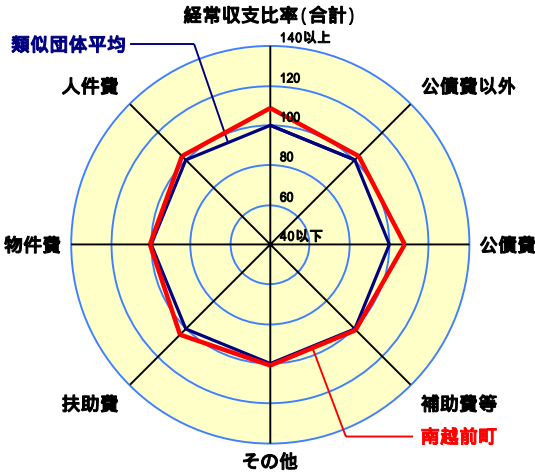 経常収支比率(合計)
140以上
類似団体平均
120
人件費
公債費以外
100
80
60
40以下
物件費
公債費
扶助費
補助費等
南越前町
その他